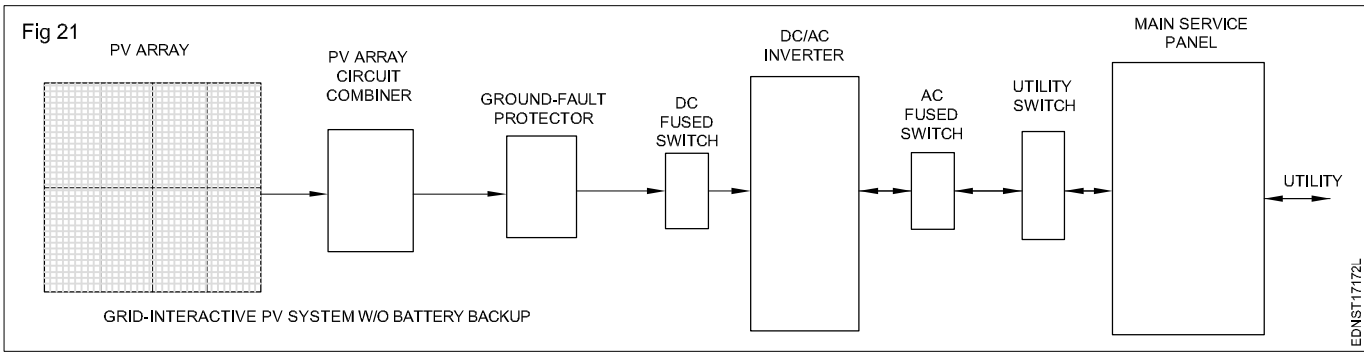 Fig 21
PV ARRAY
PV ARRAY
CIRCUIT
COMBINER
GROUND-FAULT
PROTECTOR
DC
FUSED
SWITCH
DC/AC
INVERTER
AC
FUSED
SWITCH
UTILITY
SWITCH
MAIN SERVICE
PANEL
UTILITY
GRID-INTERACTIVE PV SYSTEM W/O BATTERY BACKUP
EDNST17172L